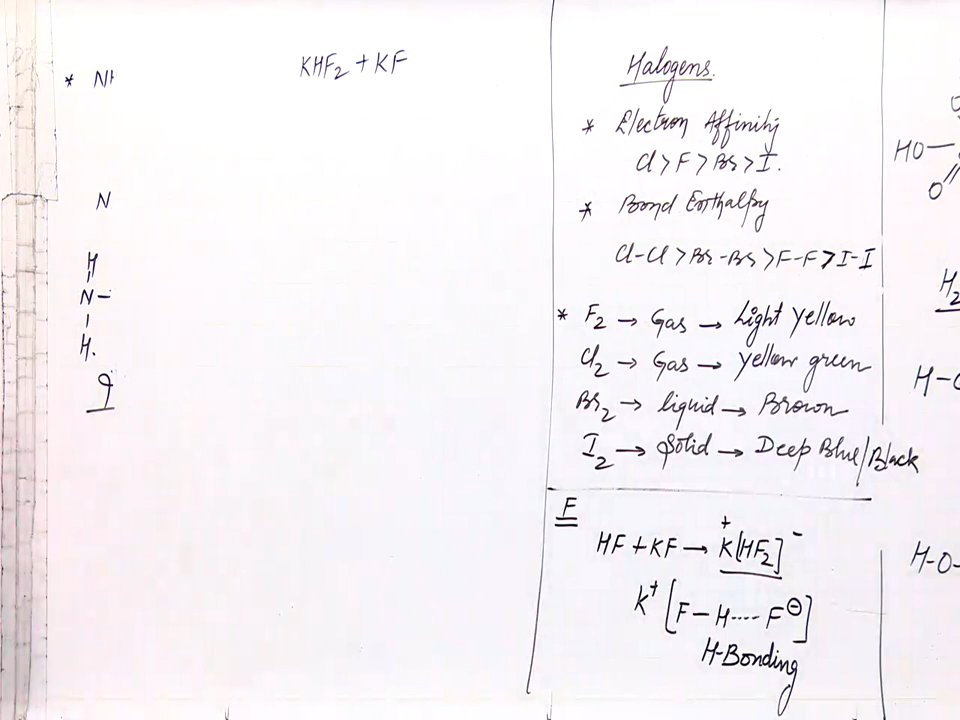 * NH
N
H
N-
H.
KHF₂ + KF
Halogens.
* Electron Affinity
Cl > F > Br > I.
* Bond Enthalpy
Cl-Cl > Br-Br > F-F > I-I
* F₂ → Gas → Light Yellow
Cl₂ → Gas → Yellow green
Br₂ → liquid → Brown
I₂ → Solid → Deep Blue/Black
F
HF + KF → K⁺[HF₂]⁻
K⁺ [F-H····F⊖]
H-Bonding
HO-
O
H₂
H-O
H-O-